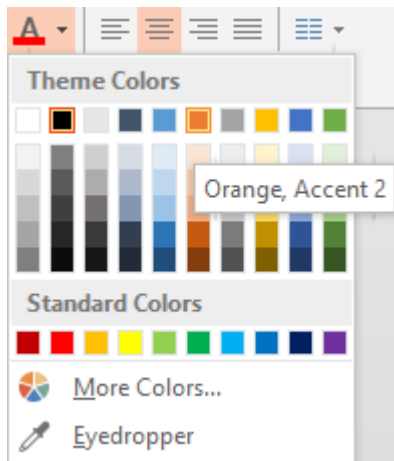 A
Theme Colors
Orange, Accent 2
Standard Colors
More Colors...
Eyedropper